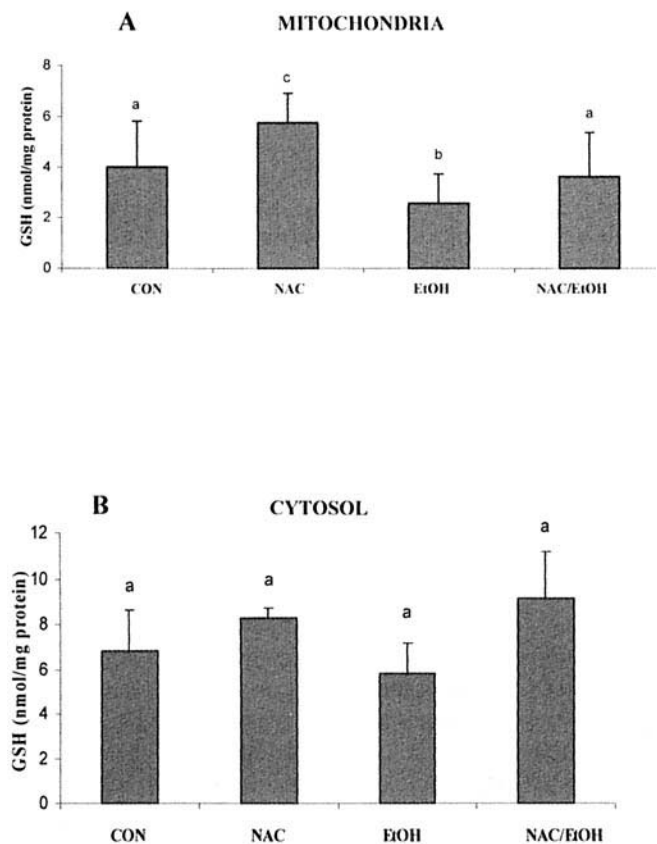 A MITOCHONDRIA
8
6
4
2
0
GSH (nmol/mg protein)
a
c
b
a
CON NAC EtOH NAC/EtOH
B CYTOSOL
12
10
8
6
4
2
0
GSH (nmol/mg protein)
a
a
a
a
CON NAC EtOH NAC/EtOH